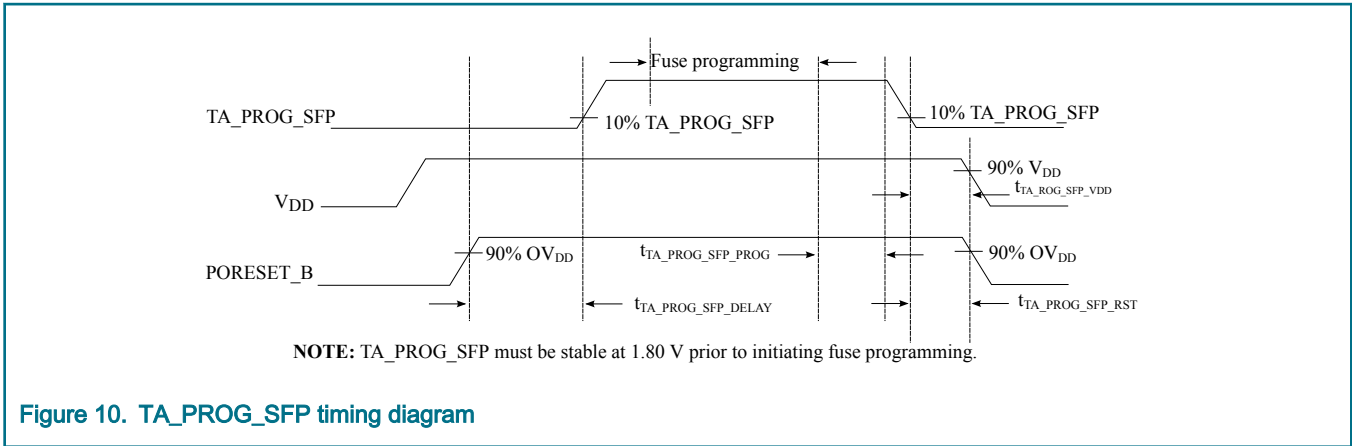 Fuse programming
TA_PROG_SFP
10% TA_PROG_SFP
10% TA_PROG_SFP
VDD
90% VDD
tTA_ROG_SFP_VDD
PORESET_B
90% OVDD
tTA_PROG_SFP_PROG
90% OVDD
tTA_PROG_SFP_DELAY
tTA_PROG_SFP_RST
NOTE: TA_PROG_SFP must be stable at 1.80 V prior to initiating fuse programming.
Figure 10. TA_PROG_SFP timing diagram